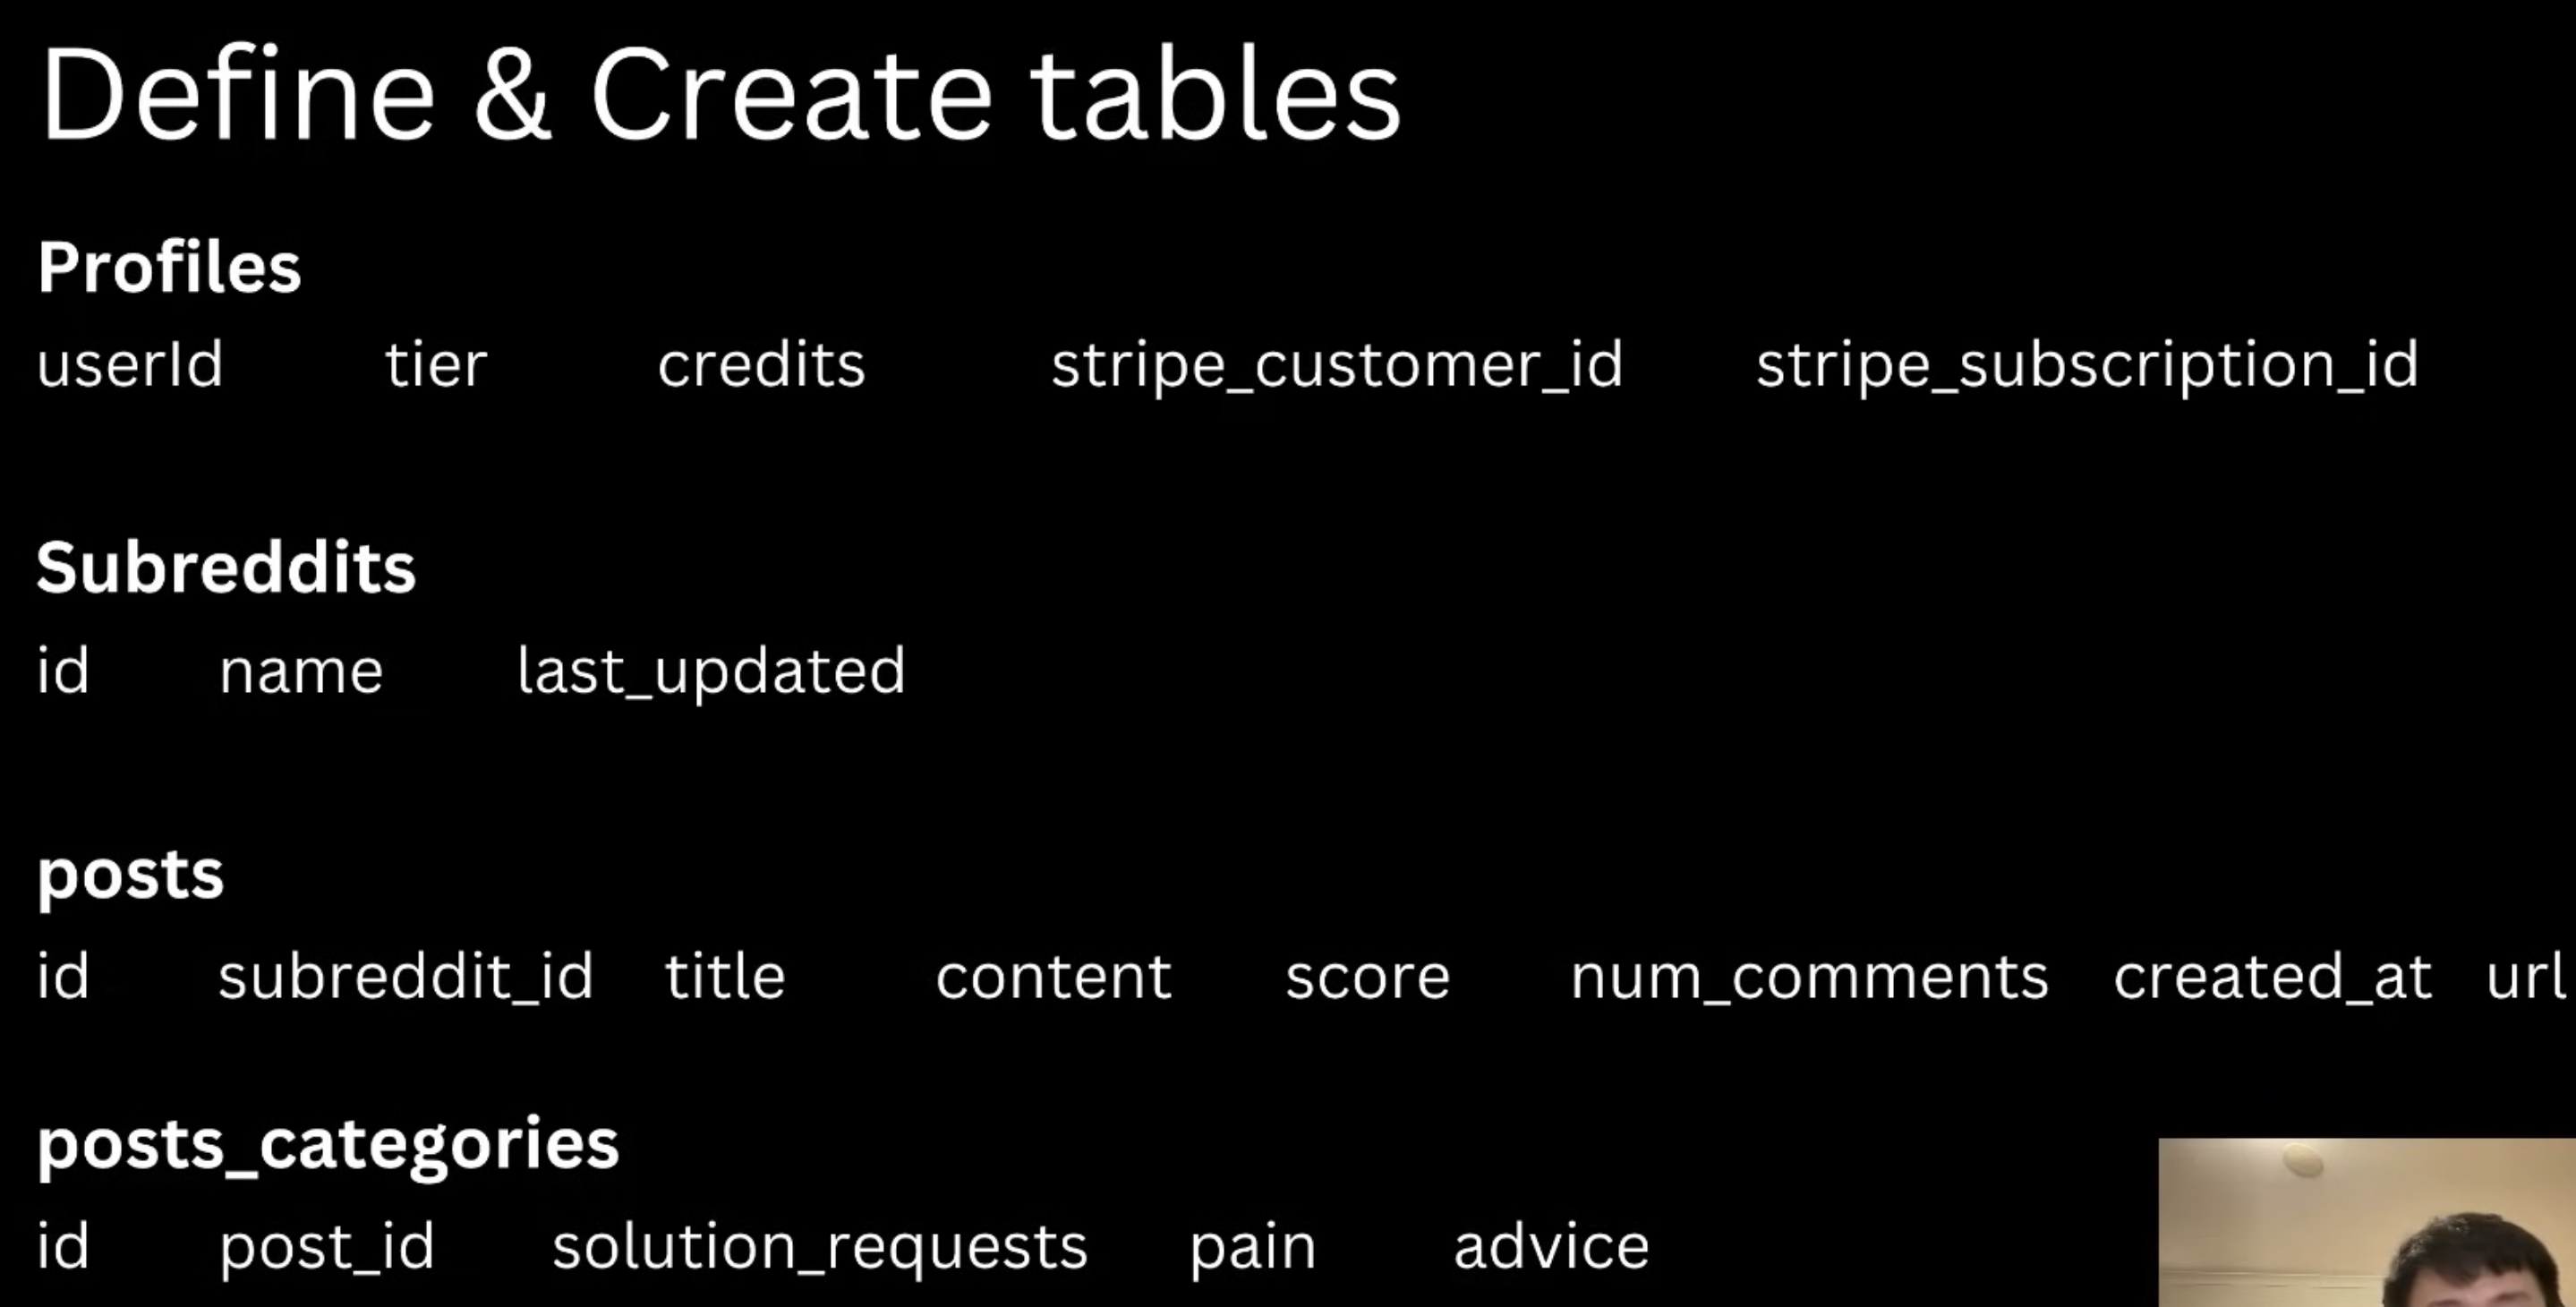 Define & Create tables
Profiles
userId tier credits stripe_customer_id stripe_subscription_id
Subreddits
id name last_updated
posts
id subreddit_id title content score num_comments created_at url
posts_categories
id post_id solution_requests pain advice